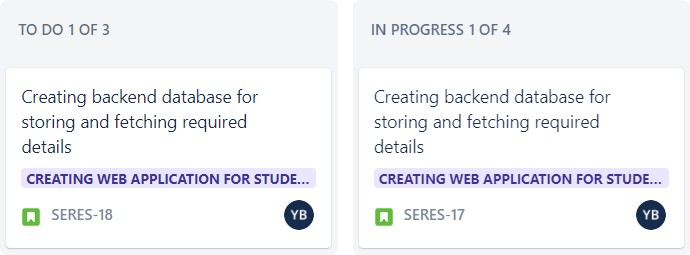 TO DO 1 OF 3
Creating backend database for
storing and fetching required
details
CREATING WEB APPLICATION FOR STUDE...
SERES-18
YB
IN PROGRESS 1 OF 4
Creating backend database for
storing and fetching required
details
CREATING WEB APPLICATION FOR STUDE...
SERES-17
YB